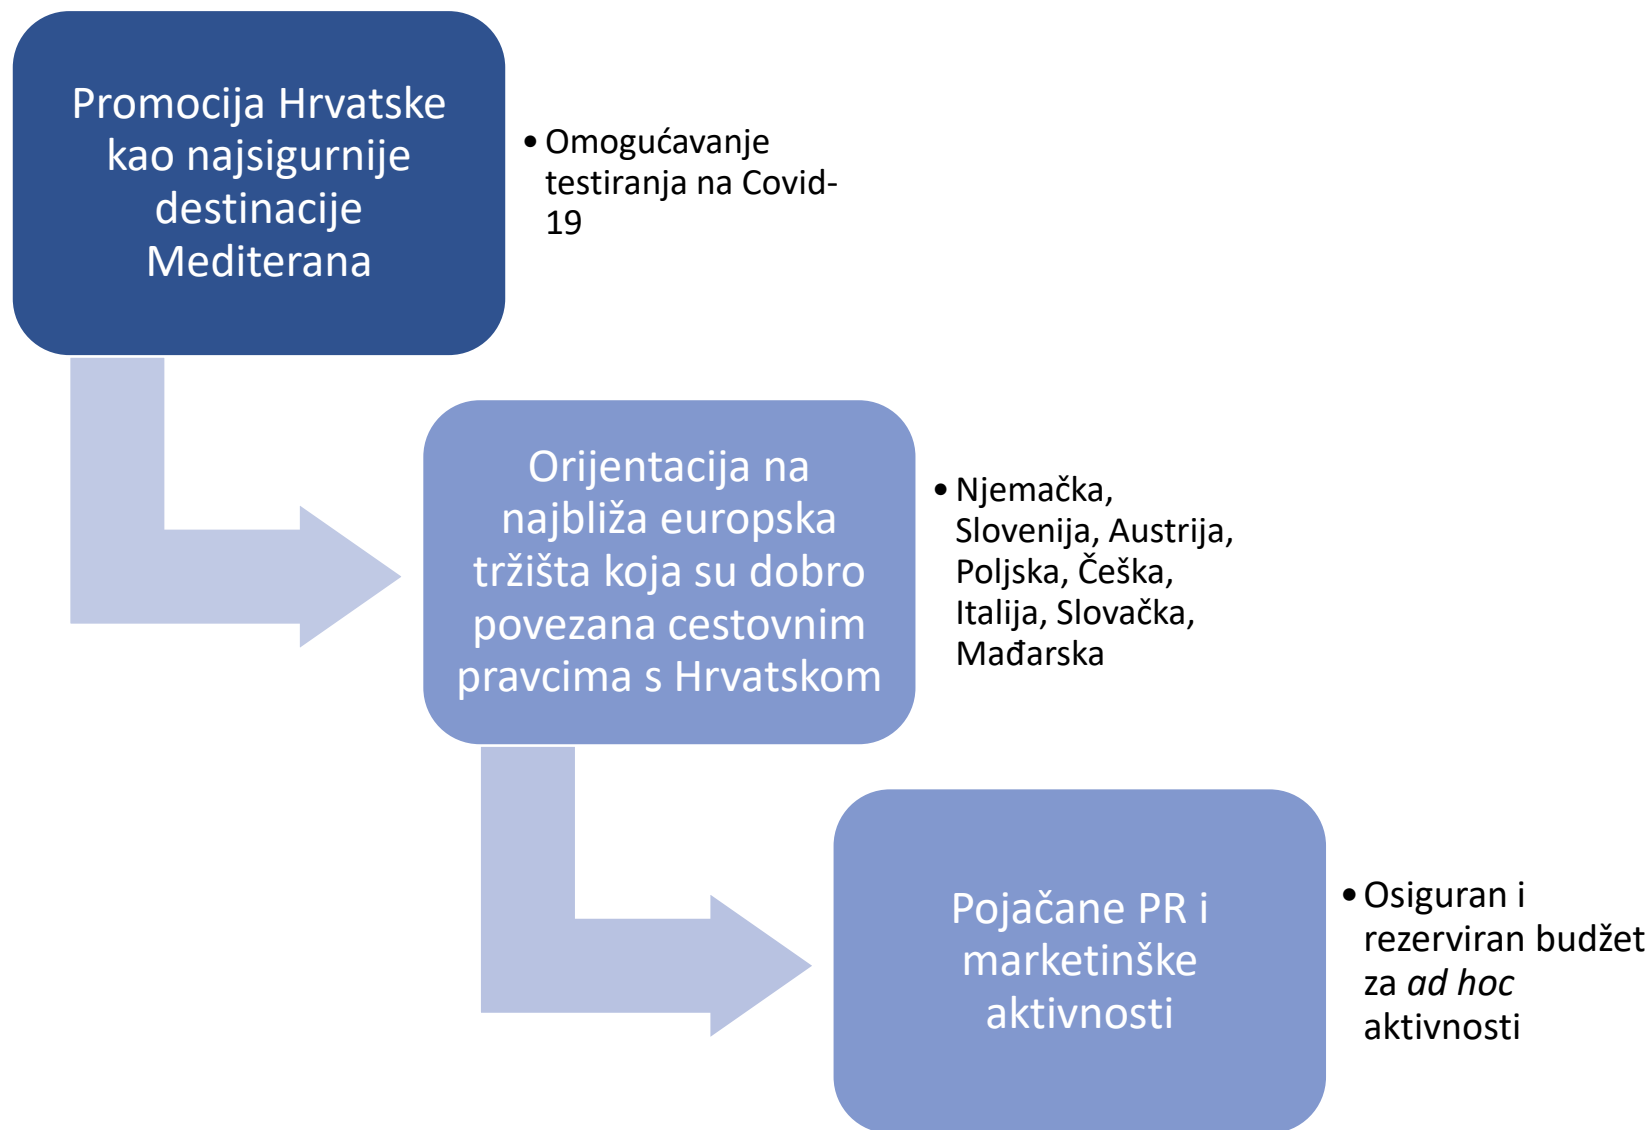 Promocija Hrvatske
kao najsigurnije
destinacije
Mediterana
• Omogućavanje
testiranja na Covid-
19
Orijentacija na
najbliža europska
tržišta koja su dobro
povezana cestovnim
pravcima s Hrvatskom
• Njemačka,
Slovenija, Austrija,
Poljska, Češka,
Italija, Slovačka,
Mađarska
Pojačane PR i
marketinške
aktivnosti
• Osiguran i
rezerviran budžet
za ad hoc
aktivnosti